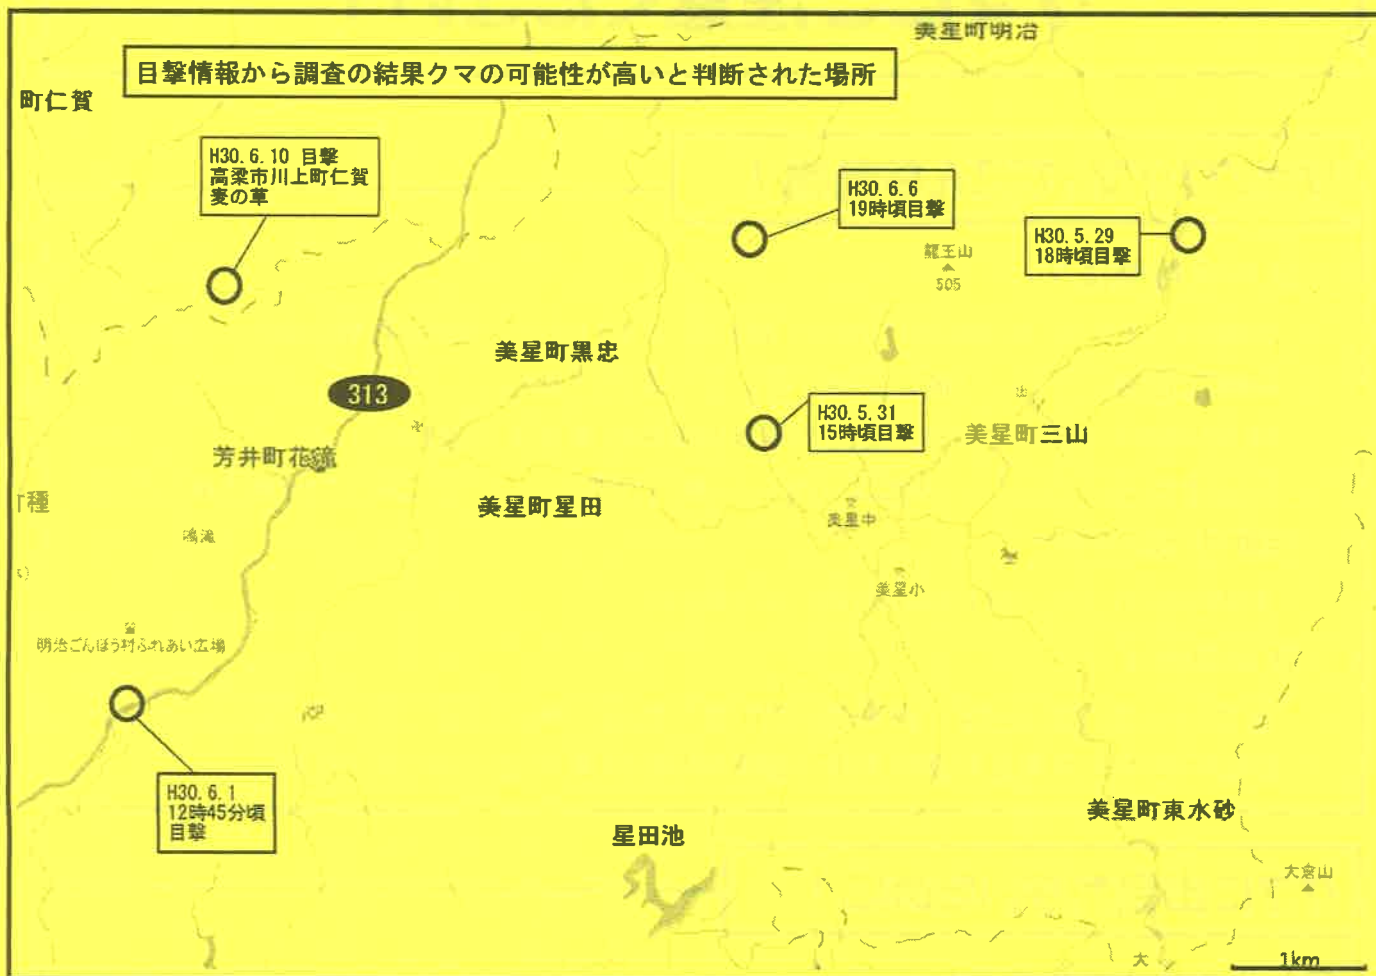 美星町明治
目撃情報から調査の結果クマの可能性が高いと判断された場所
町仁賀
H30.6.10 目撃
高梁市川上町仁賀
麦の草
H30.6.6
19時頃目撃
H30.5.29
18時頃目撃
龍王山
505
美星町黒忠
313
H30.5.31
15時頃目撃
美星町三山
芳井町花滝
町種
美星町星田
美星中
鴻滝
美星小
明治ごんぼう村ふれあい広場
H30.6.1
12時45分頃
目撃
美星町東水砂
星田池
大倉山
大
1km